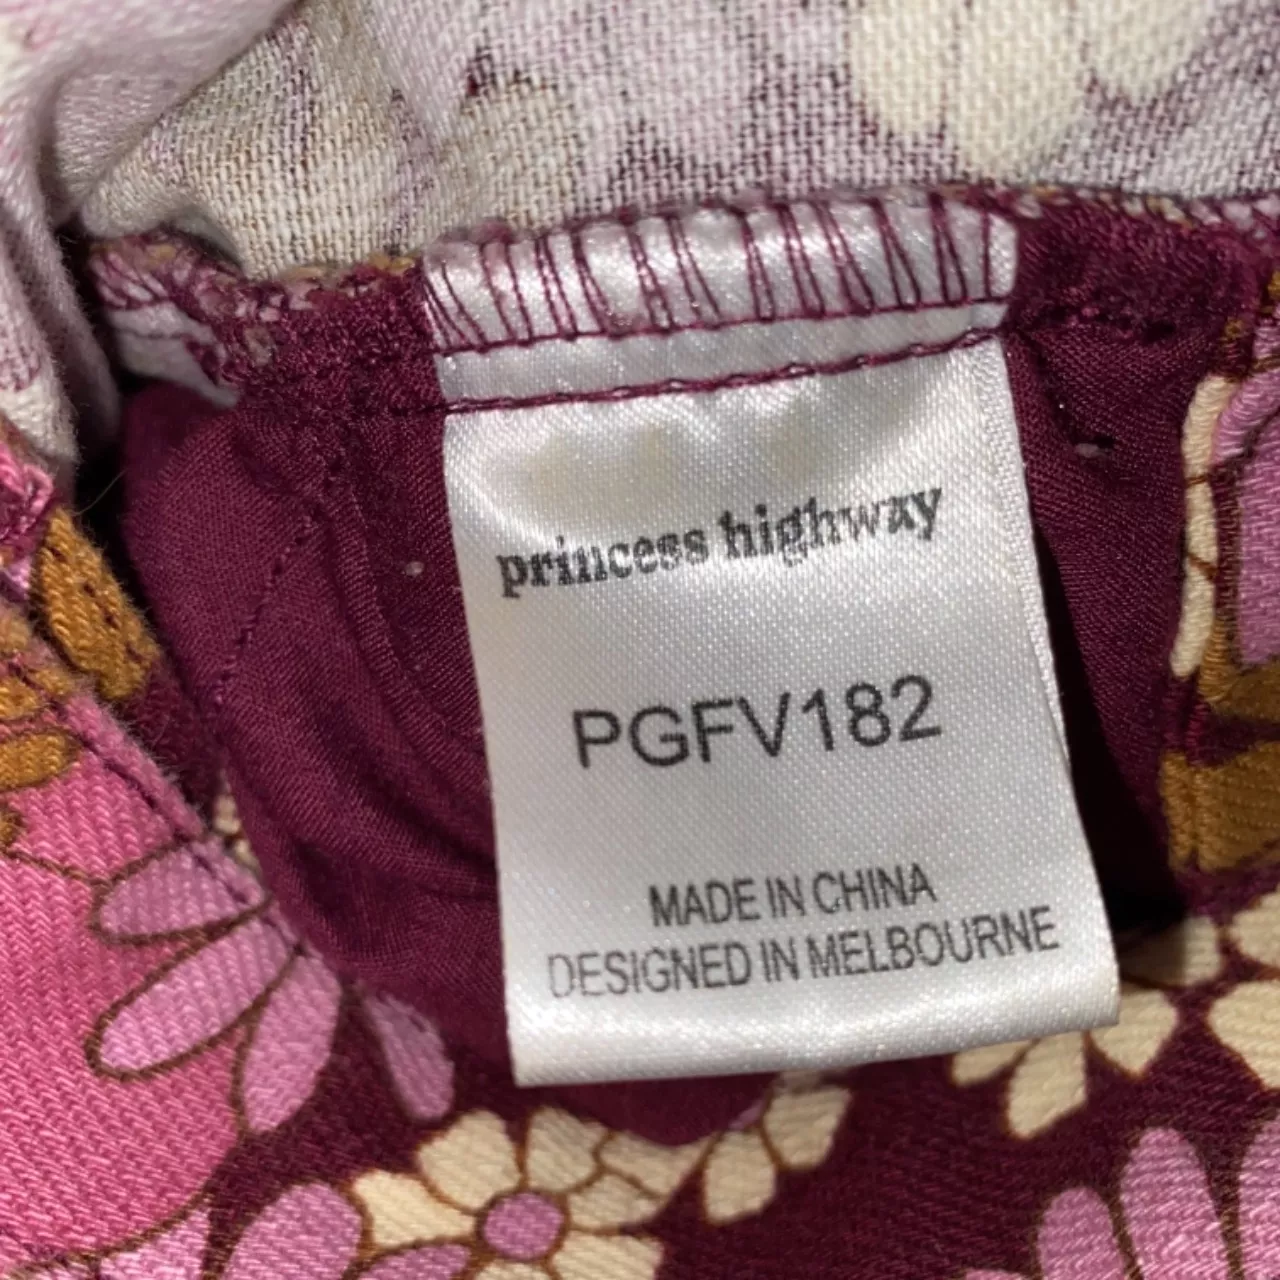 princess highway
PGFV182
MADE IN CHINA
DESIGNED IN MELBOURNE